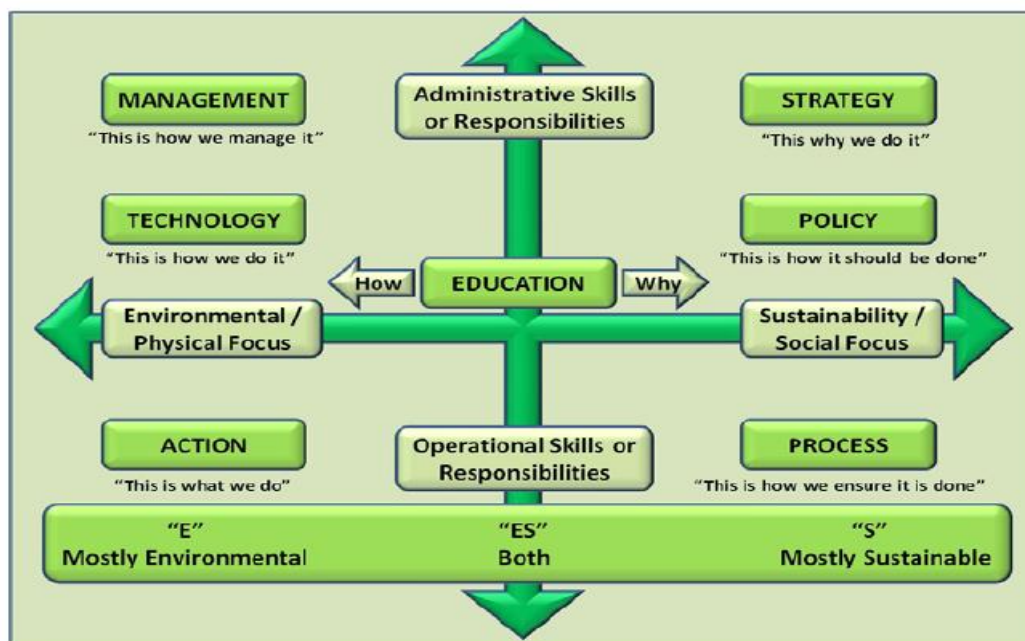 MANAGEMENT
“This is how we manage it”
Administrative Skills
or Responsibilities
STRATEGY
“This why we do it”
TECHNOLOGY
“This is how we do it”
POLICY
“This is how it should be done”
How
EDUCATION
Why
Environmental /
Physical Focus
Sustainability /
Social Focus
ACTION
“This is what we do”
Operational Skills or
Responsibilities
PROCESS
“This is how we ensure it is done”
“E”
Mostly Environmental
“ES”
Both
“S”
Mostly Sustainable